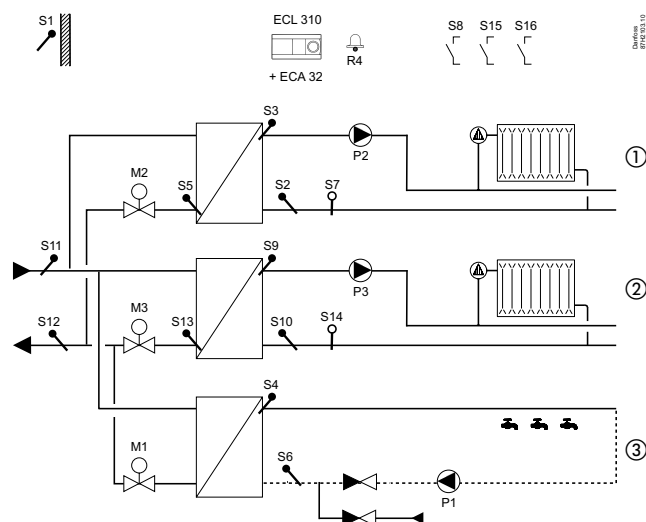 S1
ECL 310
+ ECA 32
R4
S8 S15 S16
Danfoss
87H2103.10
S3
P2
M2
S5
S2
S7
①
S11
S9
P3
S12
M3
S13
S10
S14
②
S4
M1
S6
P1
③